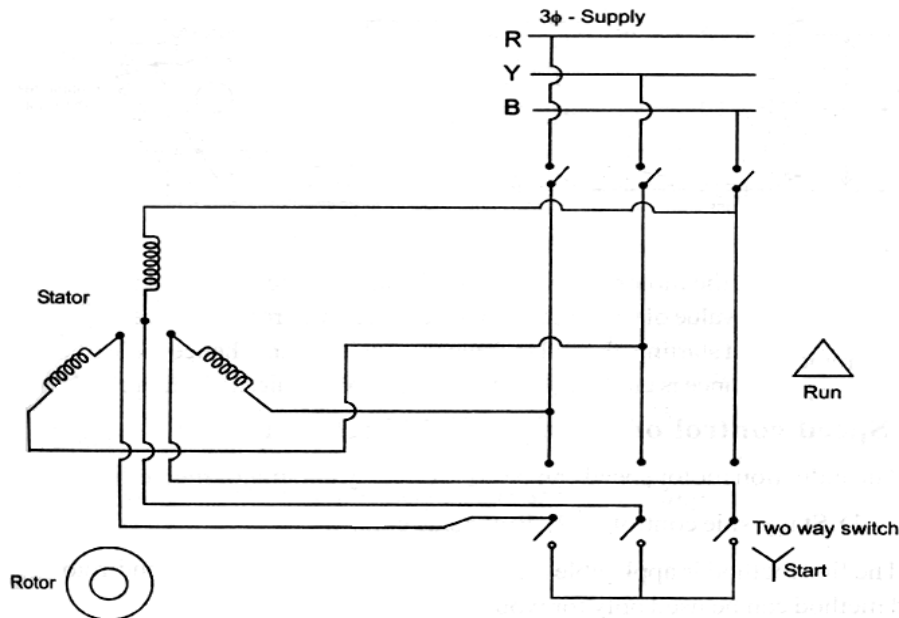 3ϕ - Supply
R
Y
B
Stator
Run
Two way switch
Start
Rotor